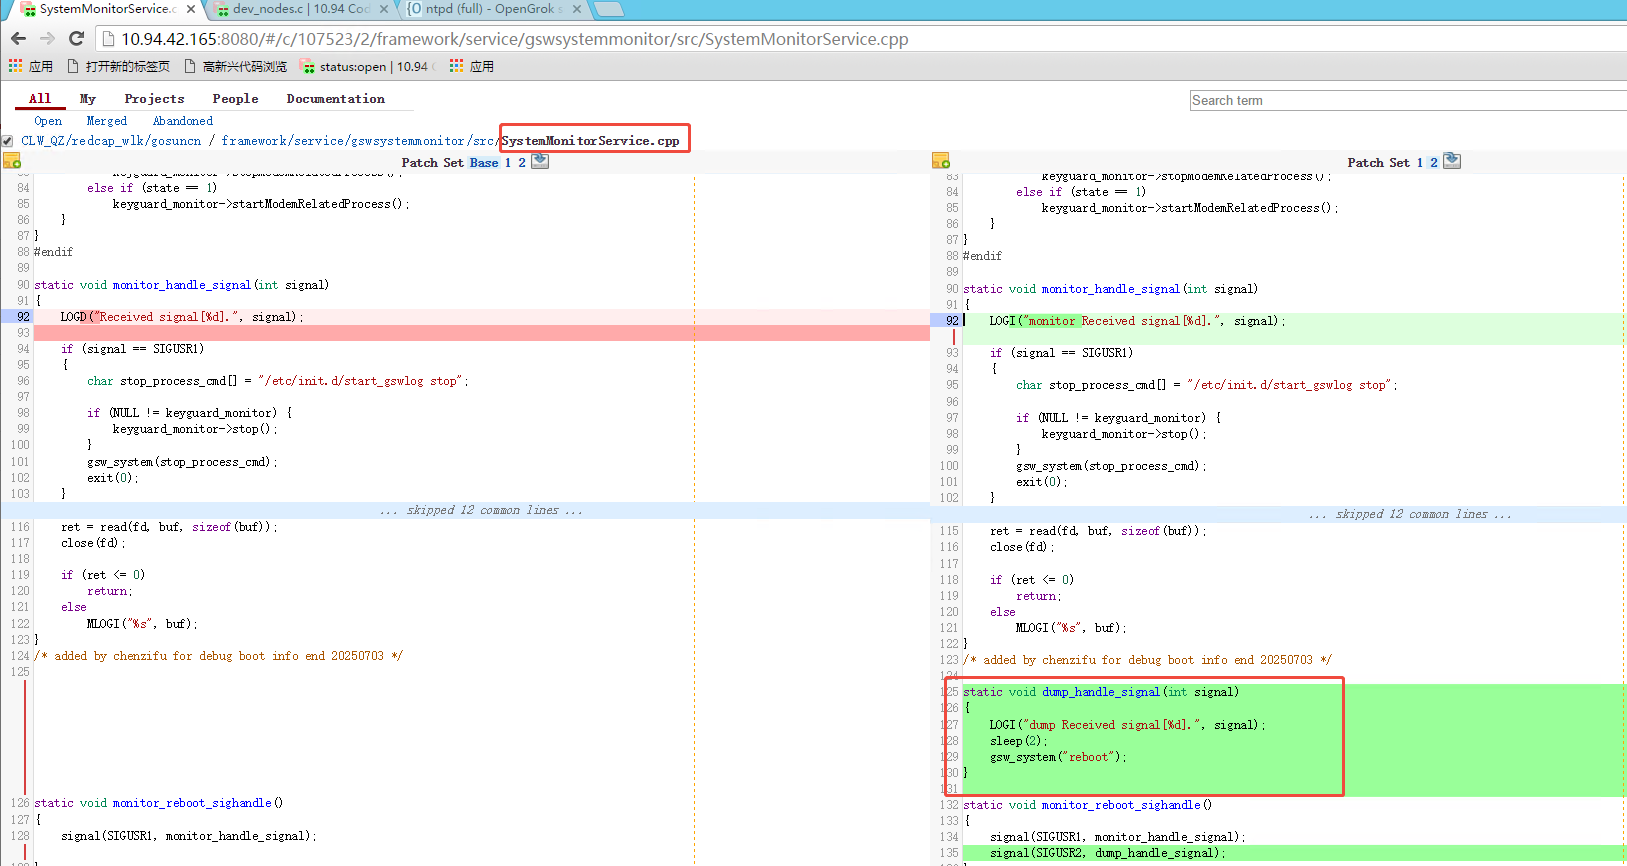 SystemMonitorService.c
dev_nodes.c | 10.94 Cod
{O ntpd (full) - OpenGrok s
10.94.42.165:8080/#/c/107523/2/framework/service/gswsystemmonitor/src/SystemMonitorService.cpp
应用 打开新的标签页 高新兴代码浏览 status:open | 10.94 应用
All My Projects People Documentation
Search term
Open Merged Abandoned
CLW_QZ/redcap_wlk/gosuncn / framework/service/gswsystemmonitor/src/SystemMonitorService.cpp
Patch Set Base 1 2
84 else if (state == 1)
85 keyguard_monitor->startModemRelatedProcess();
86 }
87 }
88 #endif
89
90 static void monitor_handle_signal(int signal)
91 {
92 LOGD("Received signal[%d].", signal);
93
94 if (signal == SIGUSR1)
95 {
96 char stop_process_cmd[] = "/etc/init.d/start_gswlog stop";
97
98 if (NULL != keyguard_monitor) {
99 keyguard_monitor->stop();
100 }
101 gsw_system(stop_process_cmd);
102 exit(0);
103 }
... skipped 12 common lines ...
116 ret = read(fd, buf, sizeof(buf));
117 close(fd);
118
119 if (ret <= 0)
120 return;
121 else
122 MLOGI("%s", buf);
123 }
124 /* added by chenzifu for debug boot info end 20250703 */
125
126 static void monitor_reboot_sighandle()
127 {
128 signal(SIGUSR1, monitor_handle_signal);
Patch Set 1 2
83 keyguard_monitor->stopmodemRelatedProcess();
84 else if (state == 1)
85 keyguard_monitor->startModemRelatedProcess();
86 }
87 }
88 #endif
89
90 static void monitor_handle_signal(int signal)
91 {
92 LOGI("monitor Received signal[%d].", signal);
93 if (signal == SIGUSR1)
94 {
95 char stop_process_cmd[] = "/etc/init.d/start_gswlog stop";
96
97 if (NULL != keyguard_monitor) {
98 keyguard_monitor->stop();
99 }
100 gsw_system(stop_process_cmd);
101 exit(0);
102 }
... skipped 12 common lines ...
115 ret = read(fd, buf, sizeof(buf));
116 close(fd);
117
118 if (ret <= 0)
119 return;
120 else
121 MLOGI("%s", buf);
122 }
123 /* added by chenzifu for debug boot info end 20250703 */
124
125 static void dump_handle_signal(int signal)
126 {
127 LOGI("dump Received signal[%d].", signal);
128 sleep(2);
129 gsw_system("reboot");
130 }
131
132 static void monitor_reboot_sighandle()
133 {
134 signal(SIGUSR1, monitor_handle_signal);
135 signal(SIGUSR2, dump_handle_signal);